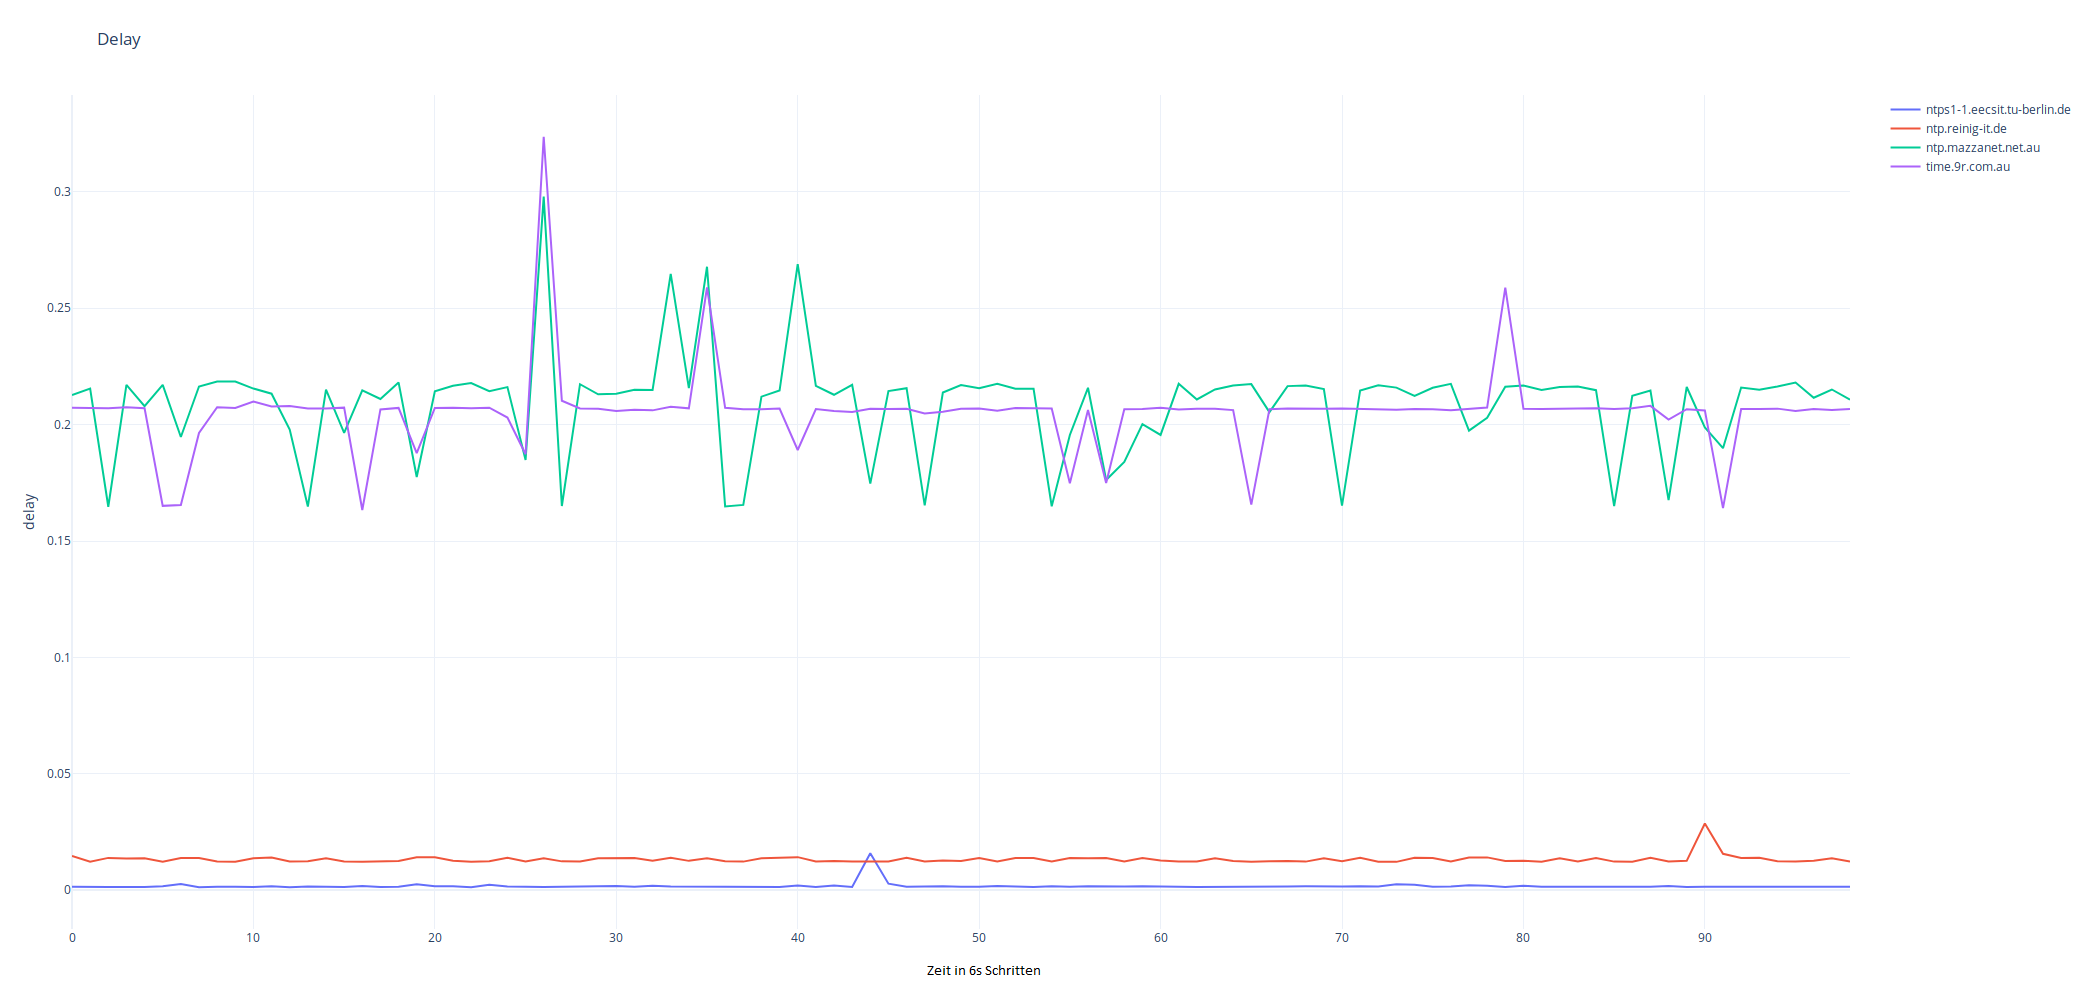 Delay
ntps1-1.eecsit.tu-berlin.de
ntp.reinig-it.de
ntp.mazzanet.net.au
time.9r.com.au
0.3
0.25
0.2
0.15
0.1
0.05
0
delay
0 10 20 30 40 50 60 70 80 90
Zeit in 6s Schritten